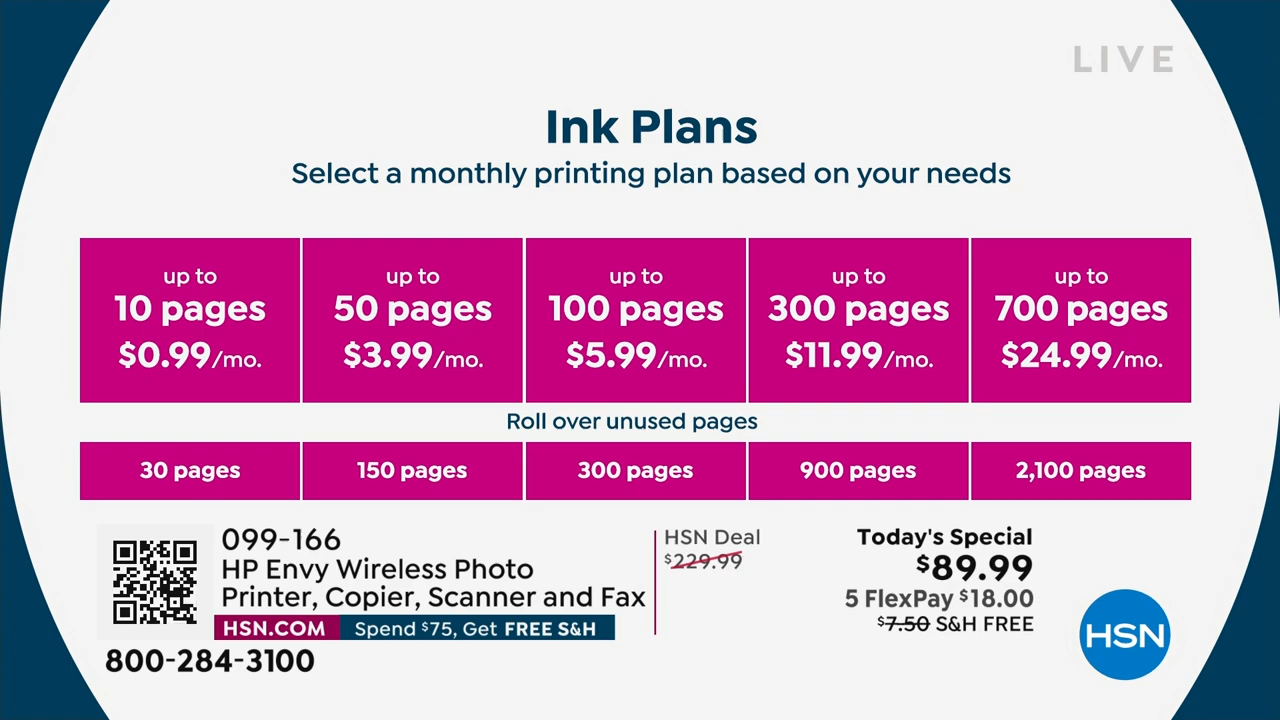 LIVE
Ink Plans
Select a monthly printing plan based on your needs
up to
10 pages
$0.99/mo.
up to
50 pages
$3.99/mo.
up to
100 pages
$5.99/mo.
up to
300 pages
$11.99/mo.
up to
700 pages
$24.99/mo.
Roll over unused pages
30 pages
150 pages
300 pages
900 pages
2,100 pages
099-166
HP Envy Wireless Photo
Printer, Copier, Scanner and Fax
HSN.COM Spend $75, Get FREE S&H
800-284-3100
HSN Deal
$229.99
Today's Special
$89.99
5 FlexPay $18.00
$7.50 S&H FREE
HSN